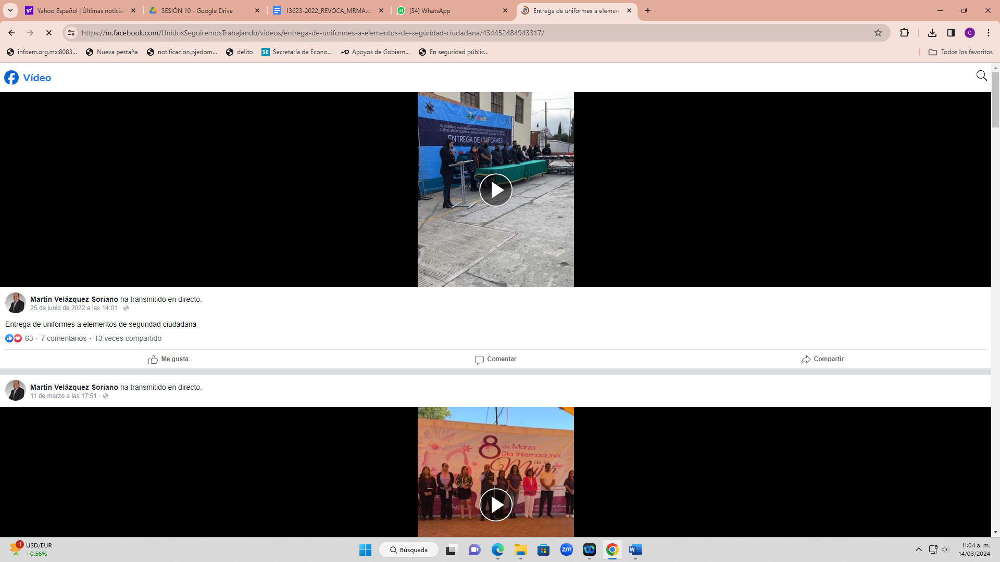 Yahoo Español | Últimas noticia
SESIÓN 10 - Google Drive
13623-2022_REVOCA_MRMA.d
34
(34) WhatsApp
Entrega de uniformes a elemen
https://m.facebook.com/UnidosSeguiremosTrabajando/videos/entrega-de-uniformes-a-elementos-de-seguridad-ciudadana/434452484943317/
C
infoem.org.mx:8083...
Nueva pestaña
notificacion.pjedom...
delito
SE
Secretaría de Econo...
Apoyos de Gobiern...
En seguridad públic...
Todos los favoritos
Vídeo
ENTREGA DE UNIFORMES
Martín Velázquez Soriano ha transmitido en directo.
25 de junio de 2022 a las 14:01 ·
Entrega de uniformes a elementos de seguridad ciudadana
63 · 7 comentarios · 13 veces compartido
Me gusta
Comentar
Compartir
Martín Velázquez Soriano ha transmitido en directo.
11 de marzo a las 17:51 ·
8 de Marzo
Día Internacional
de la
Mujer
1
USD/EUR
+0.56%
Búsqueda
zm
W
11:04 a. m.
14/03/2024